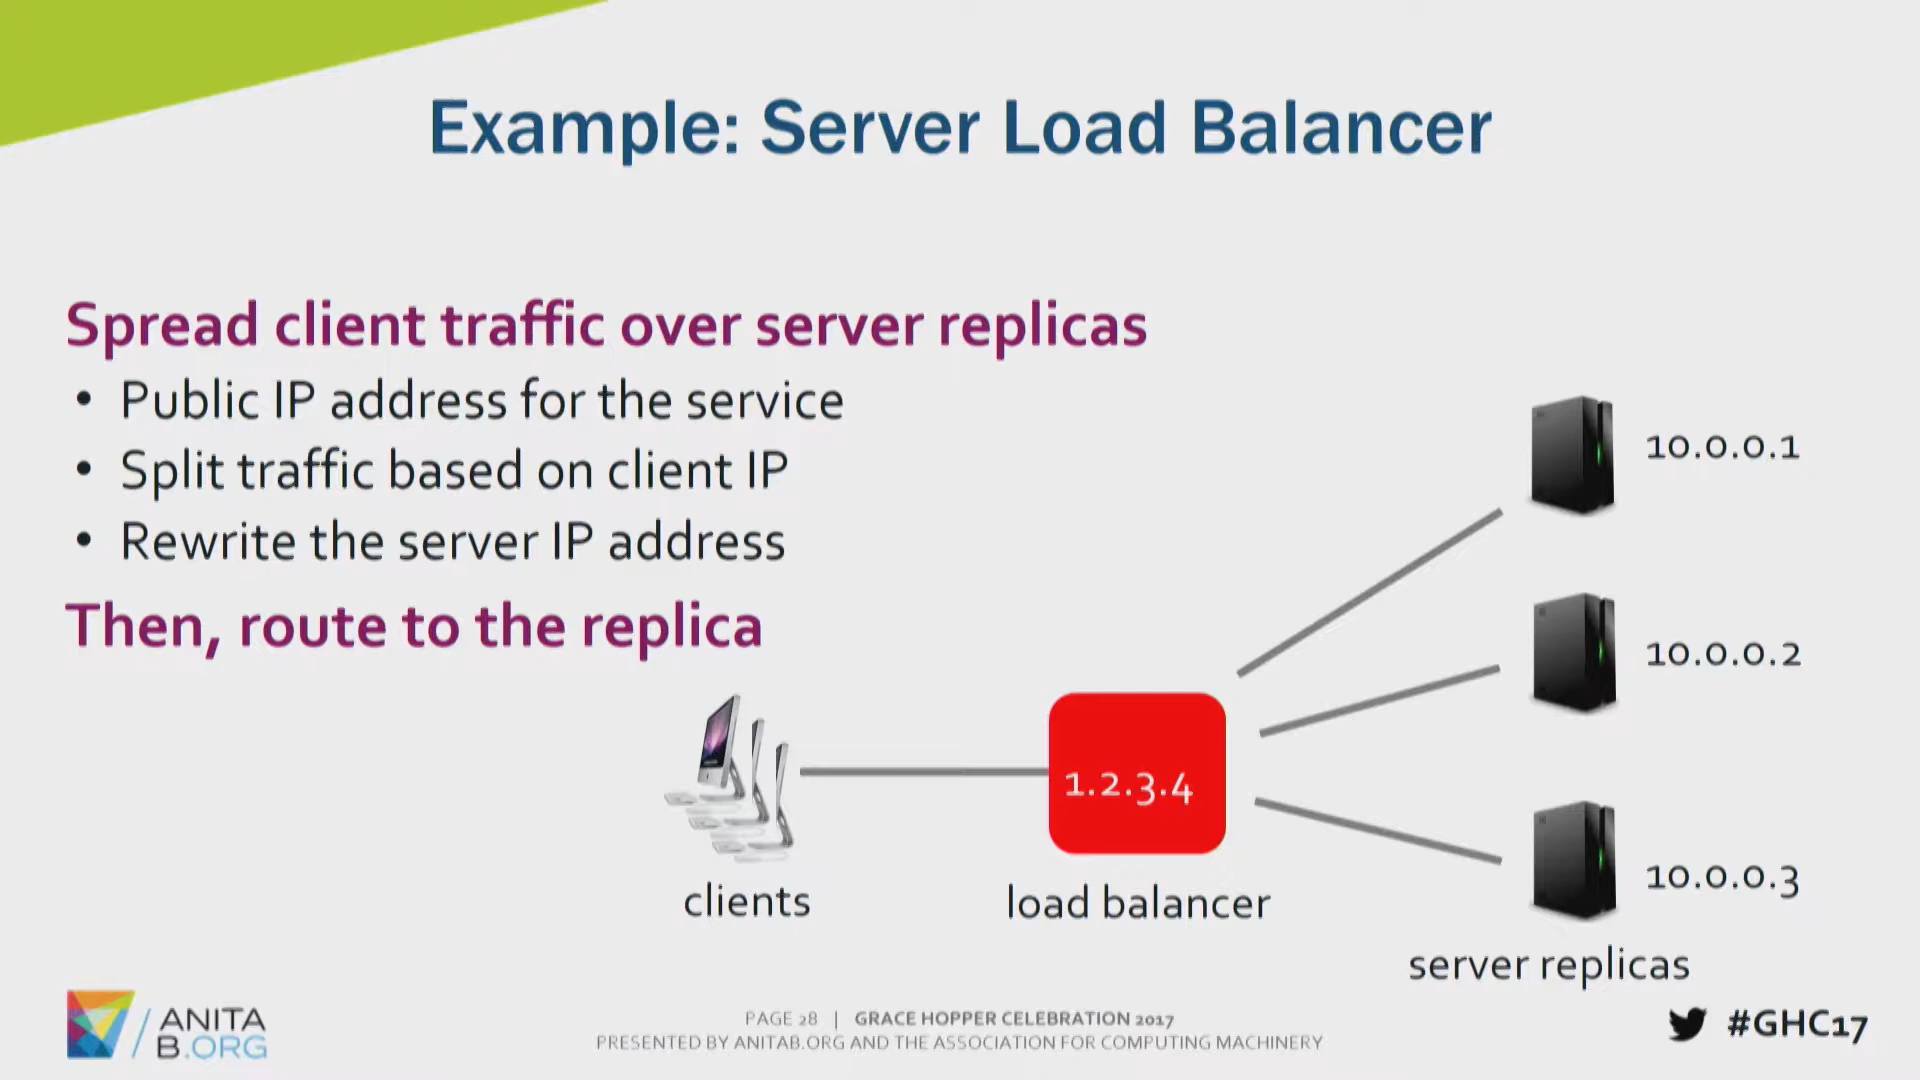 Example: Server Load Balancer
Spread client traffic over server replicas
• Public IP address for the service
• Split traffic based on client IP
• Rewrite the server IP address
Then, route to the replica
10.0.0.1
10.0.0.2
1.2.3.4
10.0.0.3
clients
load balancer
server replicas
ANITA
B.ORG
PAGE 28 | GRACE HOPPER CELEBRATION 2017
PRESENTED BY ANITAB.ORG AND THE ASSOCIATION FOR COMPUTING MACHINERY
#GHC17